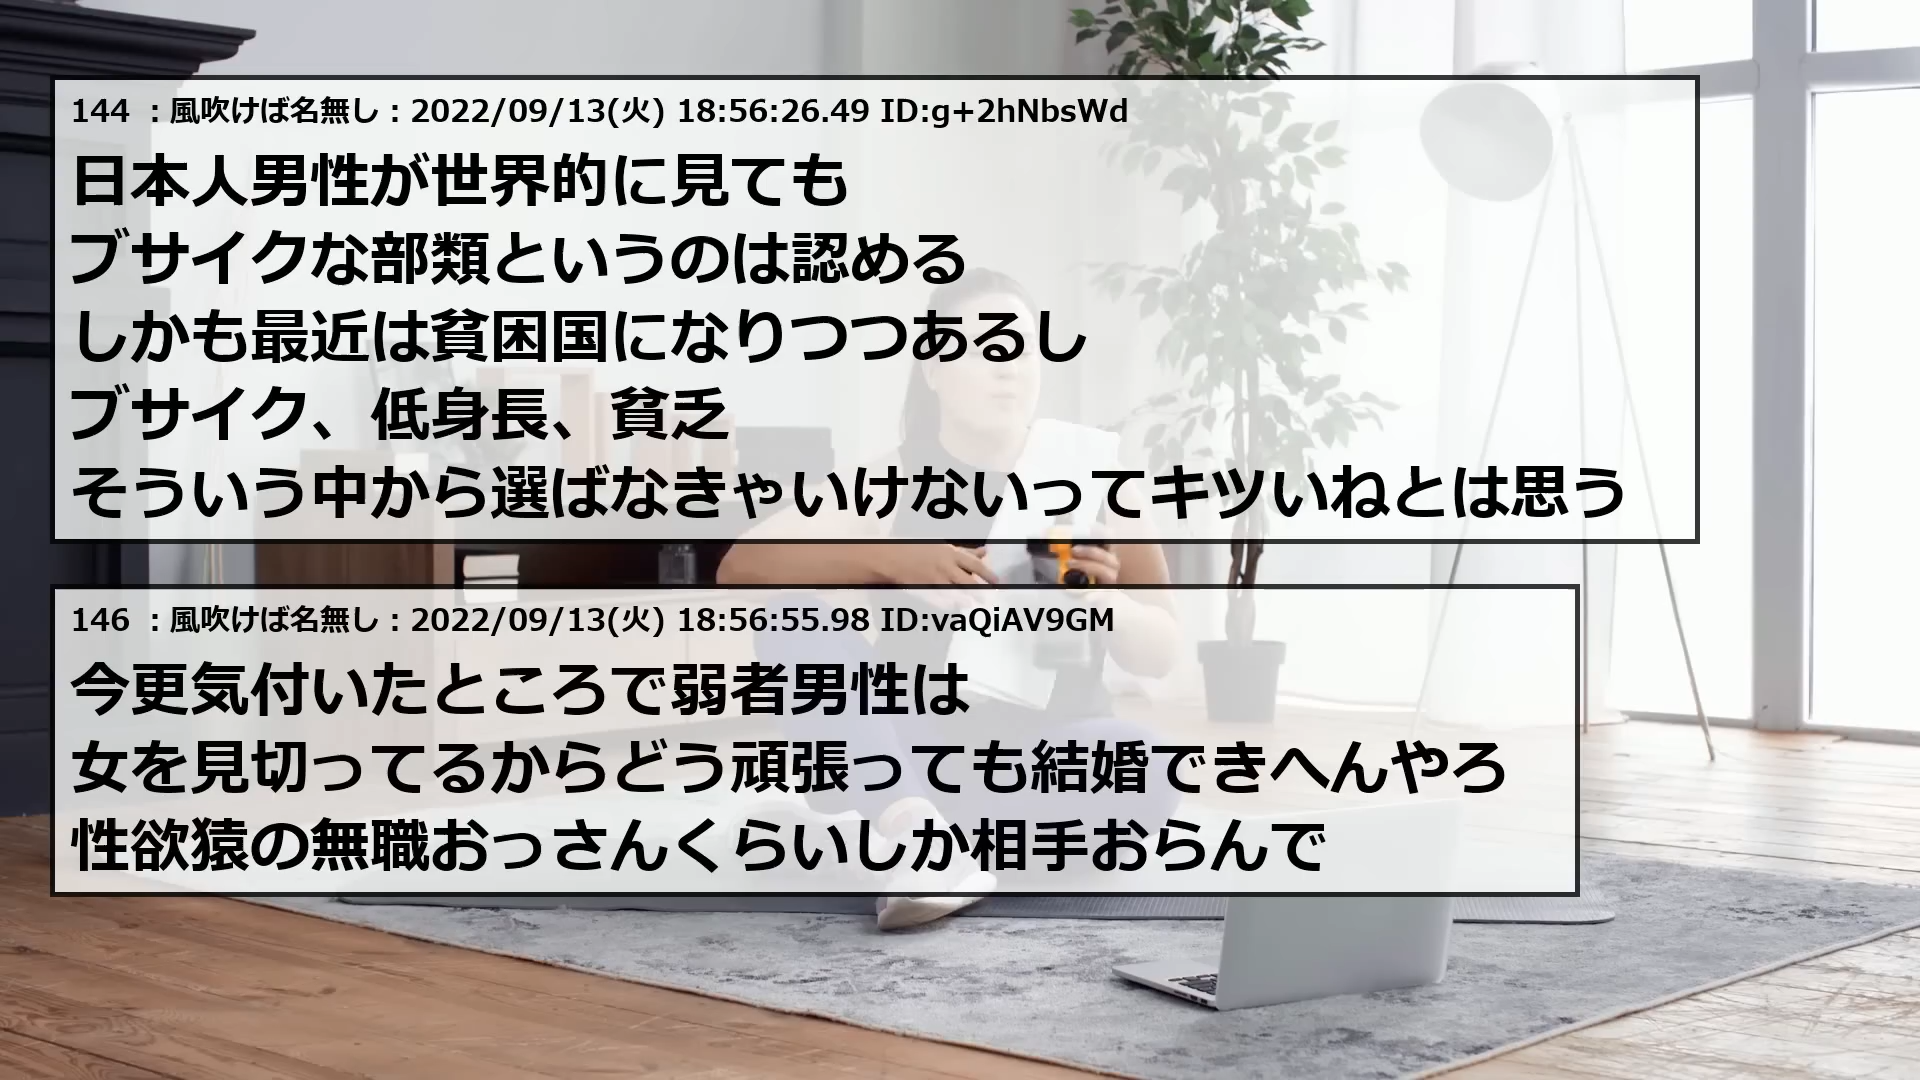 144 ：風吹けば名無し：2022/09/13(火) 18:56:26.49 ID:g+2hNbsWd
日本人男性が世界的に見ても
ブサイクな部類というのは認める
しかも最近は貧困国になりつつあるし
ブサイク、低身長、貧乏
そういう中から選ばなきゃいけないってキツいねとは思う
146 ：風吹けば名無し：2022/09/13(火) 18:56:55.98 ID:vaQiAV9GM
今更気付いたところで弱者男性は
女を見切ってるからどう頑張っても結婚できへんやろ
性欲猿の無職おっさんくらいしか相手おらんで